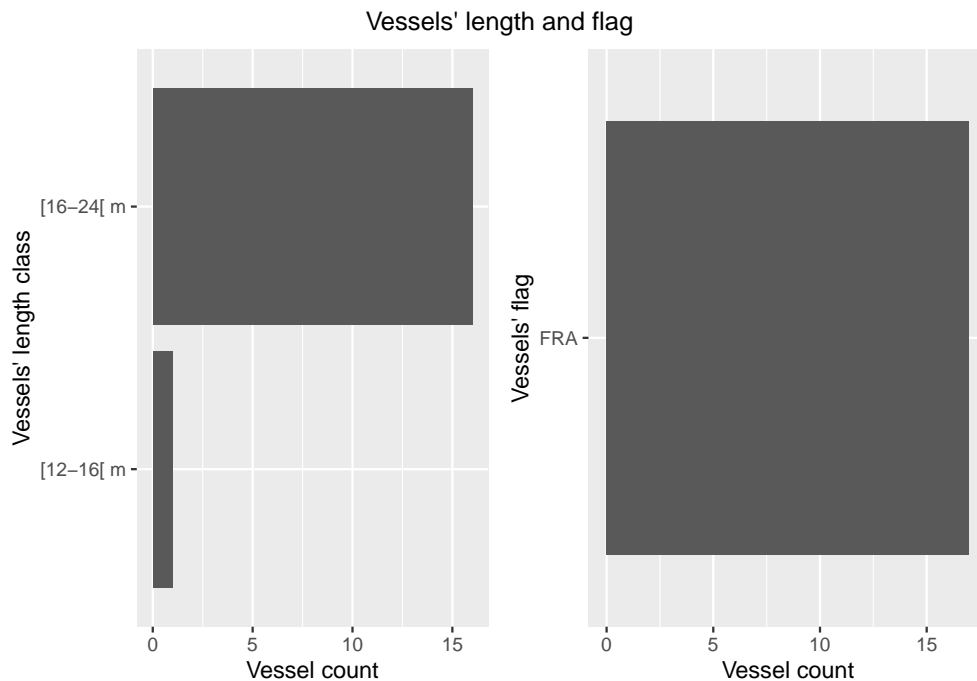 Vessels' length and flag
Vessels' length class
[16–24[ m
[12–16[ m
0 5 10 15
Vessel count
Vessels' flag
FRA
0 5 10 15
Vessel count